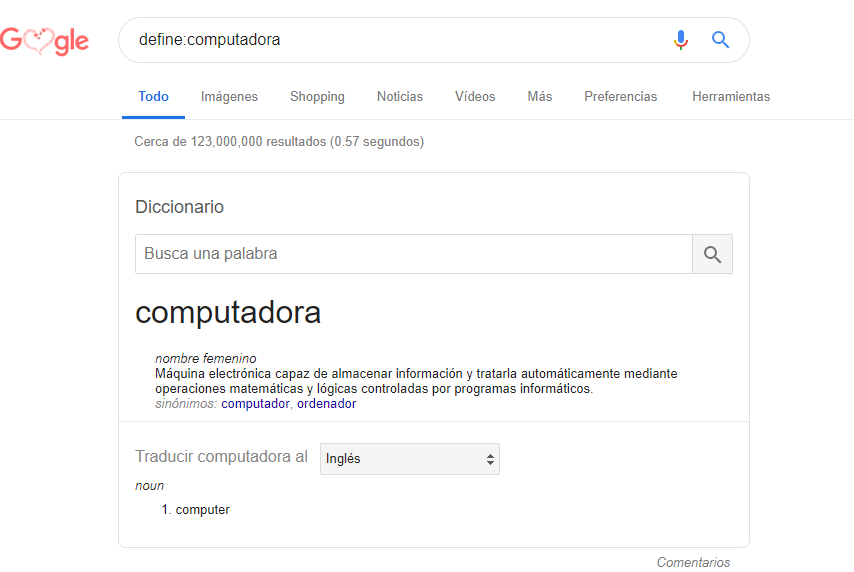 Google
define:computadora
Todo Imágenes Shopping Noticias Vídeos Más Preferencias Herramientas
Cerca de 123,000,000 resultados (0.57 segundos)
Diccionario
Busca una palabra
computadora
nombre femenino
Máquina electrónica capaz de almacenar información y tratarla automáticamente mediante
operaciones matemáticas y lógicas controladas por programas informáticos.
sinónimos: computador, ordenador
Traducir computadora al Inglés
noun
1. computer
Comentarios